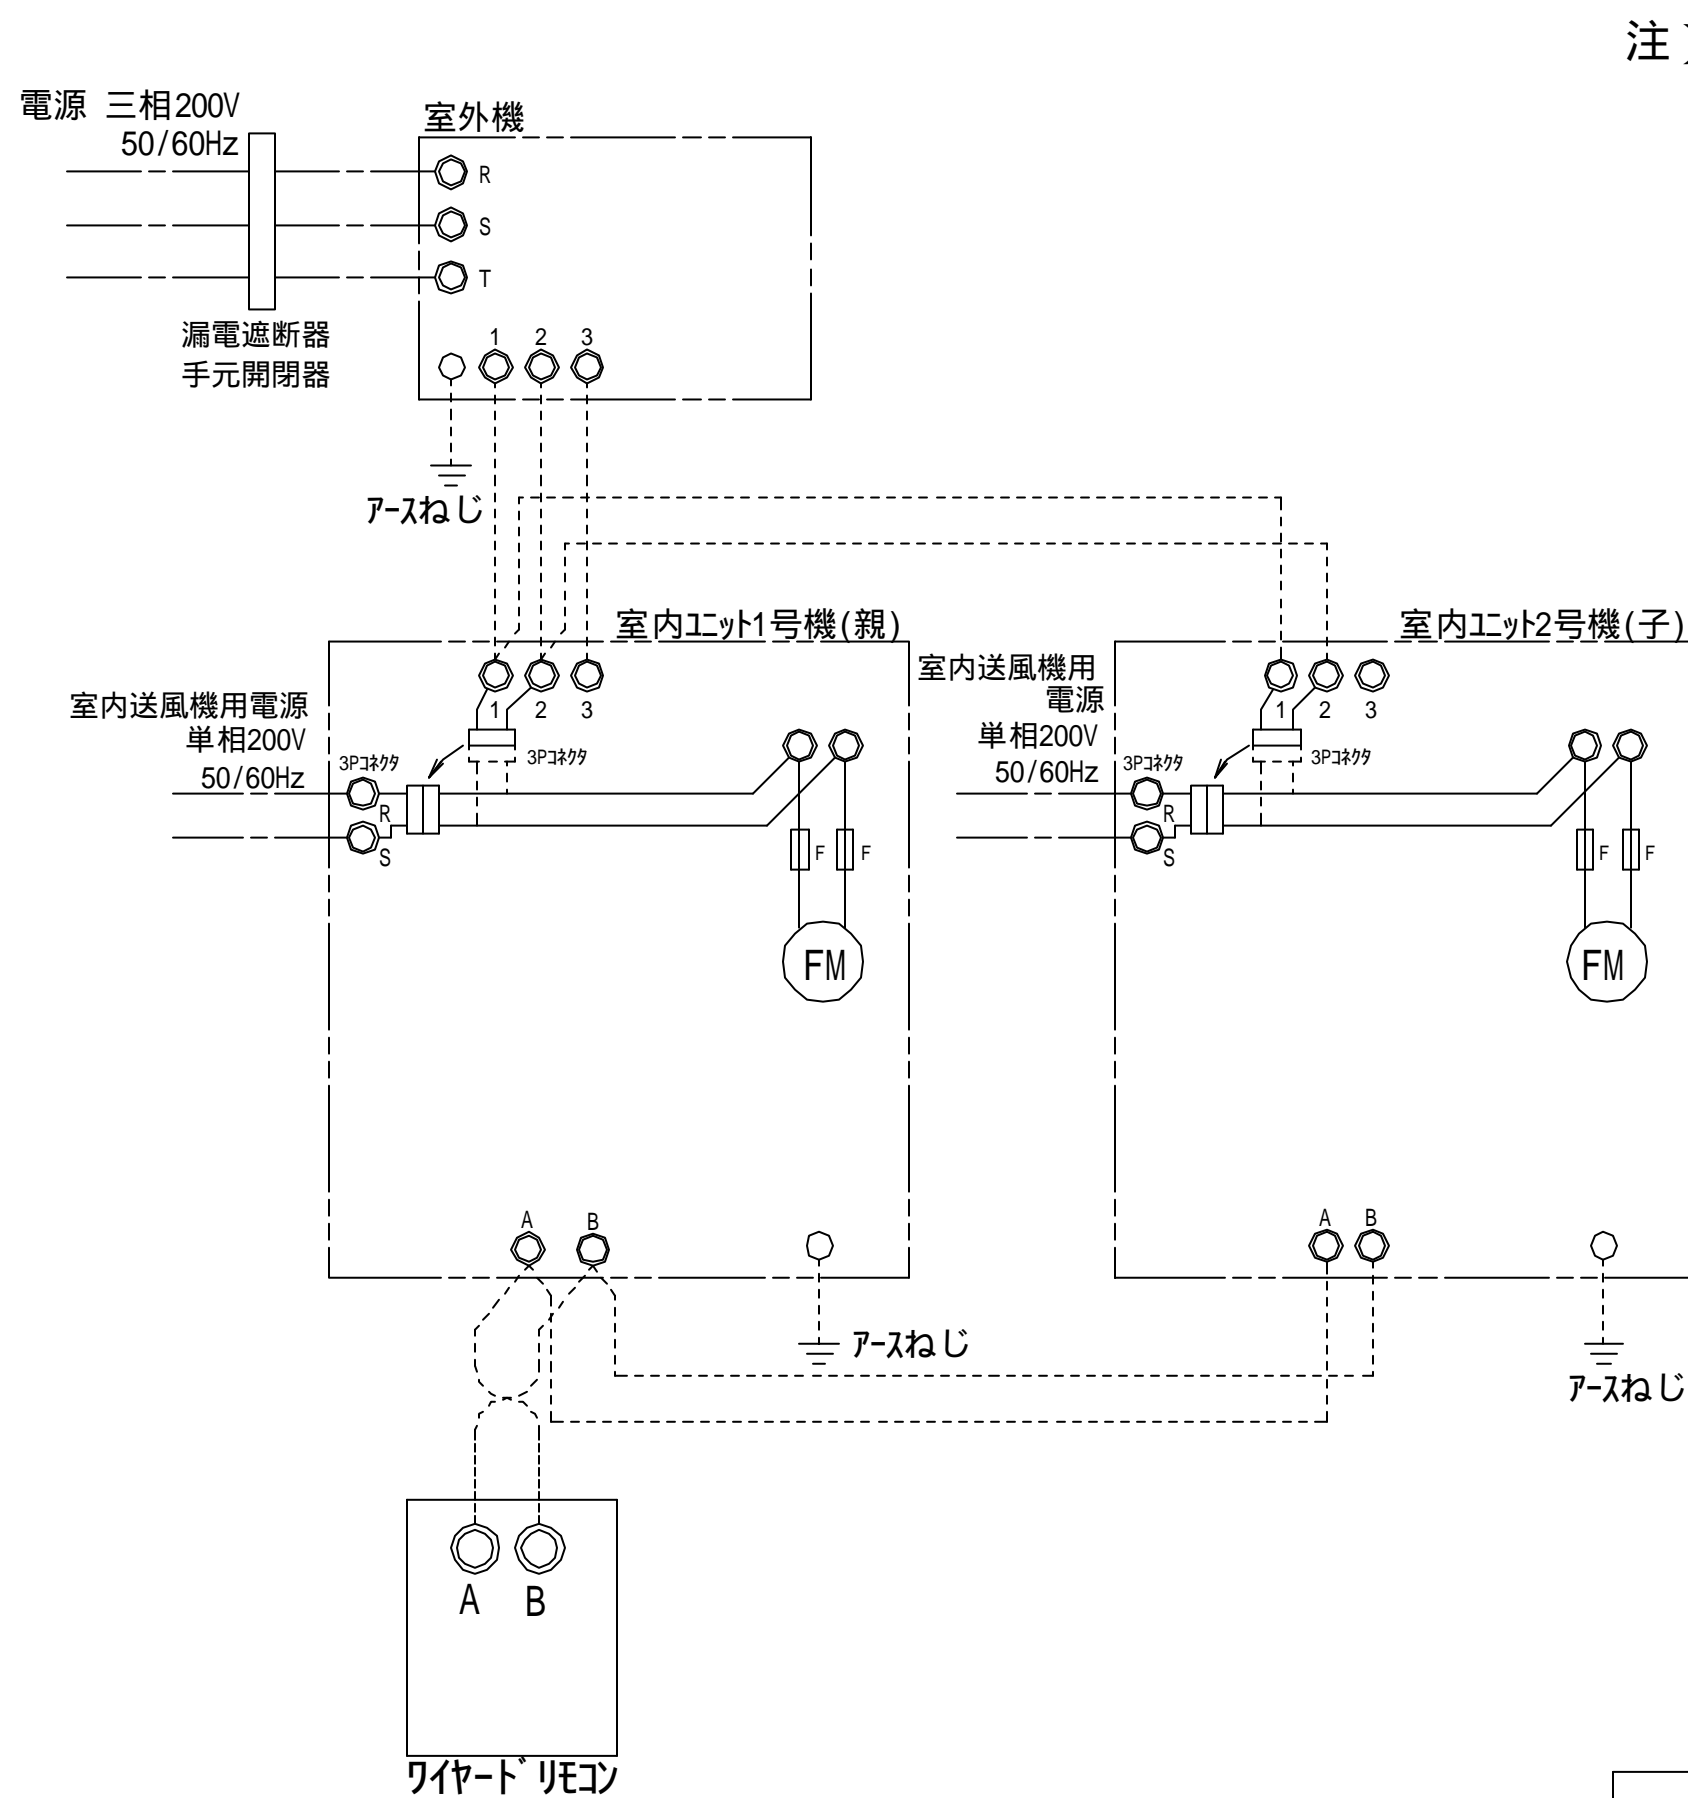 注)
電源 三相200V
50/60Hz
室外機
R
S
T
漏電遮断器
手元開閉器
1 2 3
ｱｰｽねじ
室内ﾕﾆｯﾄ1号機(親)
室内ﾕﾆｯﾄ2号機(子)
室内送風機用電源
単相200V
50/60Hz
1 2 3
3Pｺﾈｸﾀ
3Pｺﾈｸﾀ
R
S
F F
FM
室内送風機用
電源
単相200V
50/60Hz
1 2 3
3Pｺﾈｸﾀ
3Pｺﾈｸﾀ
R
S
F F
FM
A B
A B
ｱｰｽねじ
ｱｰｽねじ
A B
ﾜｲﾔｰﾄﾞﾘﾓｺﾝ